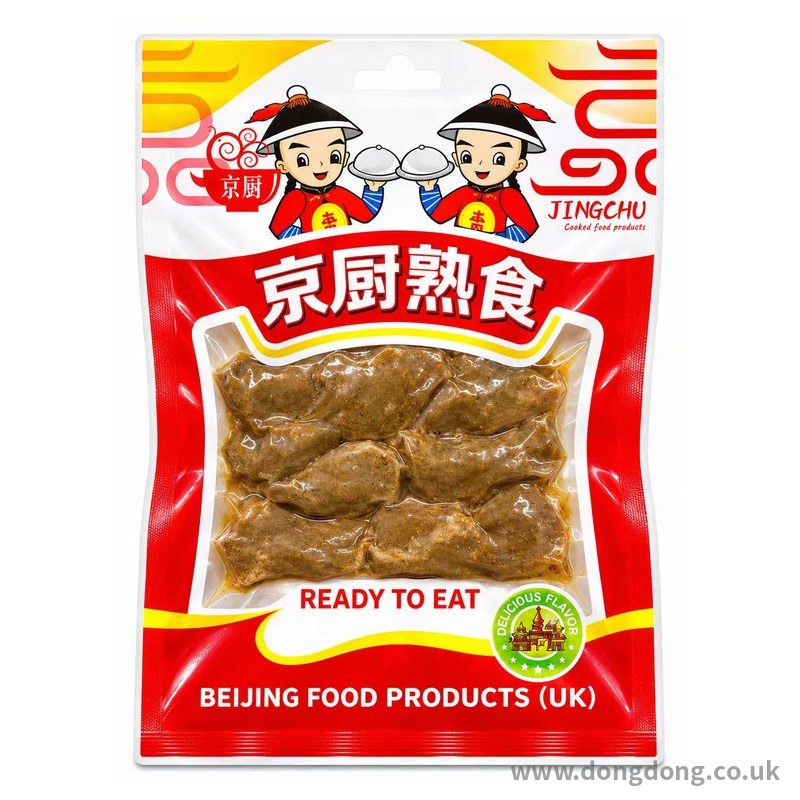 京厨
JINGCHU
Cooked food products
京厨熟食
READY TO EAT
DELICIOUS FLAVOR
BEIJING FOOD PRODUCTS (UK)
www.dongdong.co.uk